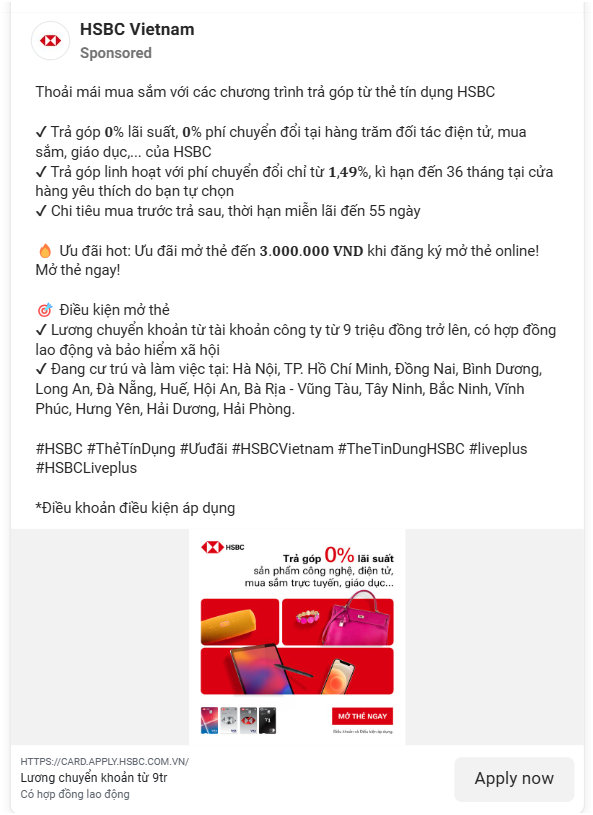 HSBC Vietnam
Sponsored
Thoải mái mua sắm với các chương trình trả góp từ thẻ tín dụng HSBC
✓ Trả góp 0% lãi suất, 0% phí chuyển đổi tại hàng trăm đối tác điện tử, mua
sắm, giáo dục,... của HSBC
✓ Trả góp linh hoạt với phí chuyển đổi chỉ từ 1,49%, kì hạn đến 36 tháng tại cửa
hàng yêu thích do bạn tự chọn
✓ Chi tiêu mua trước trả sau, thời hạn miễn lãi đến 55 ngày
🔥 Ưu đãi hot: Ưu đãi mở thẻ đến 3.000.000 VND khi đăng ký mở thẻ online!
Mở thẻ ngay!
🎯 Điều kiện mở thẻ
✓ Lương chuyển khoản từ tài khoản công ty từ 9 triệu đồng trở lên, có hợp đồng
lao động và bảo hiểm xã hội
✓ Đang cư trú và làm việc tại: Hà Nội, TP. Hồ Chí Minh, Đồng Nai, Bình Dương,
Long An, Đà Nẵng, Huế, Hội An, Bà Rịa - Vũng Tàu, Tây Ninh, Bắc Ninh, Vĩnh
Phúc, Hưng Yên, Hải Dương, Hải Phòng.
#HSBC #ThẻTínDụng #Ưuđãi #HSBCVietnam #TheTinDungHSBC #liveplus
#HSBCLiveplus
*Điều khoản điều kiện áp dụng
HSBC
Trả góp 0% lãi suất
sản phẩm công nghệ, điện tử,
mua sắm trực tuyến, giáo dục...
MỞ THẺ NGAY
Điều khoản và Điều kiện áp dụng
HTTPS://CARD.APPLY.HSBC.COM.VN/
Lương chuyển khoản từ 9tr
Có hợp đồng lao động
Apply now